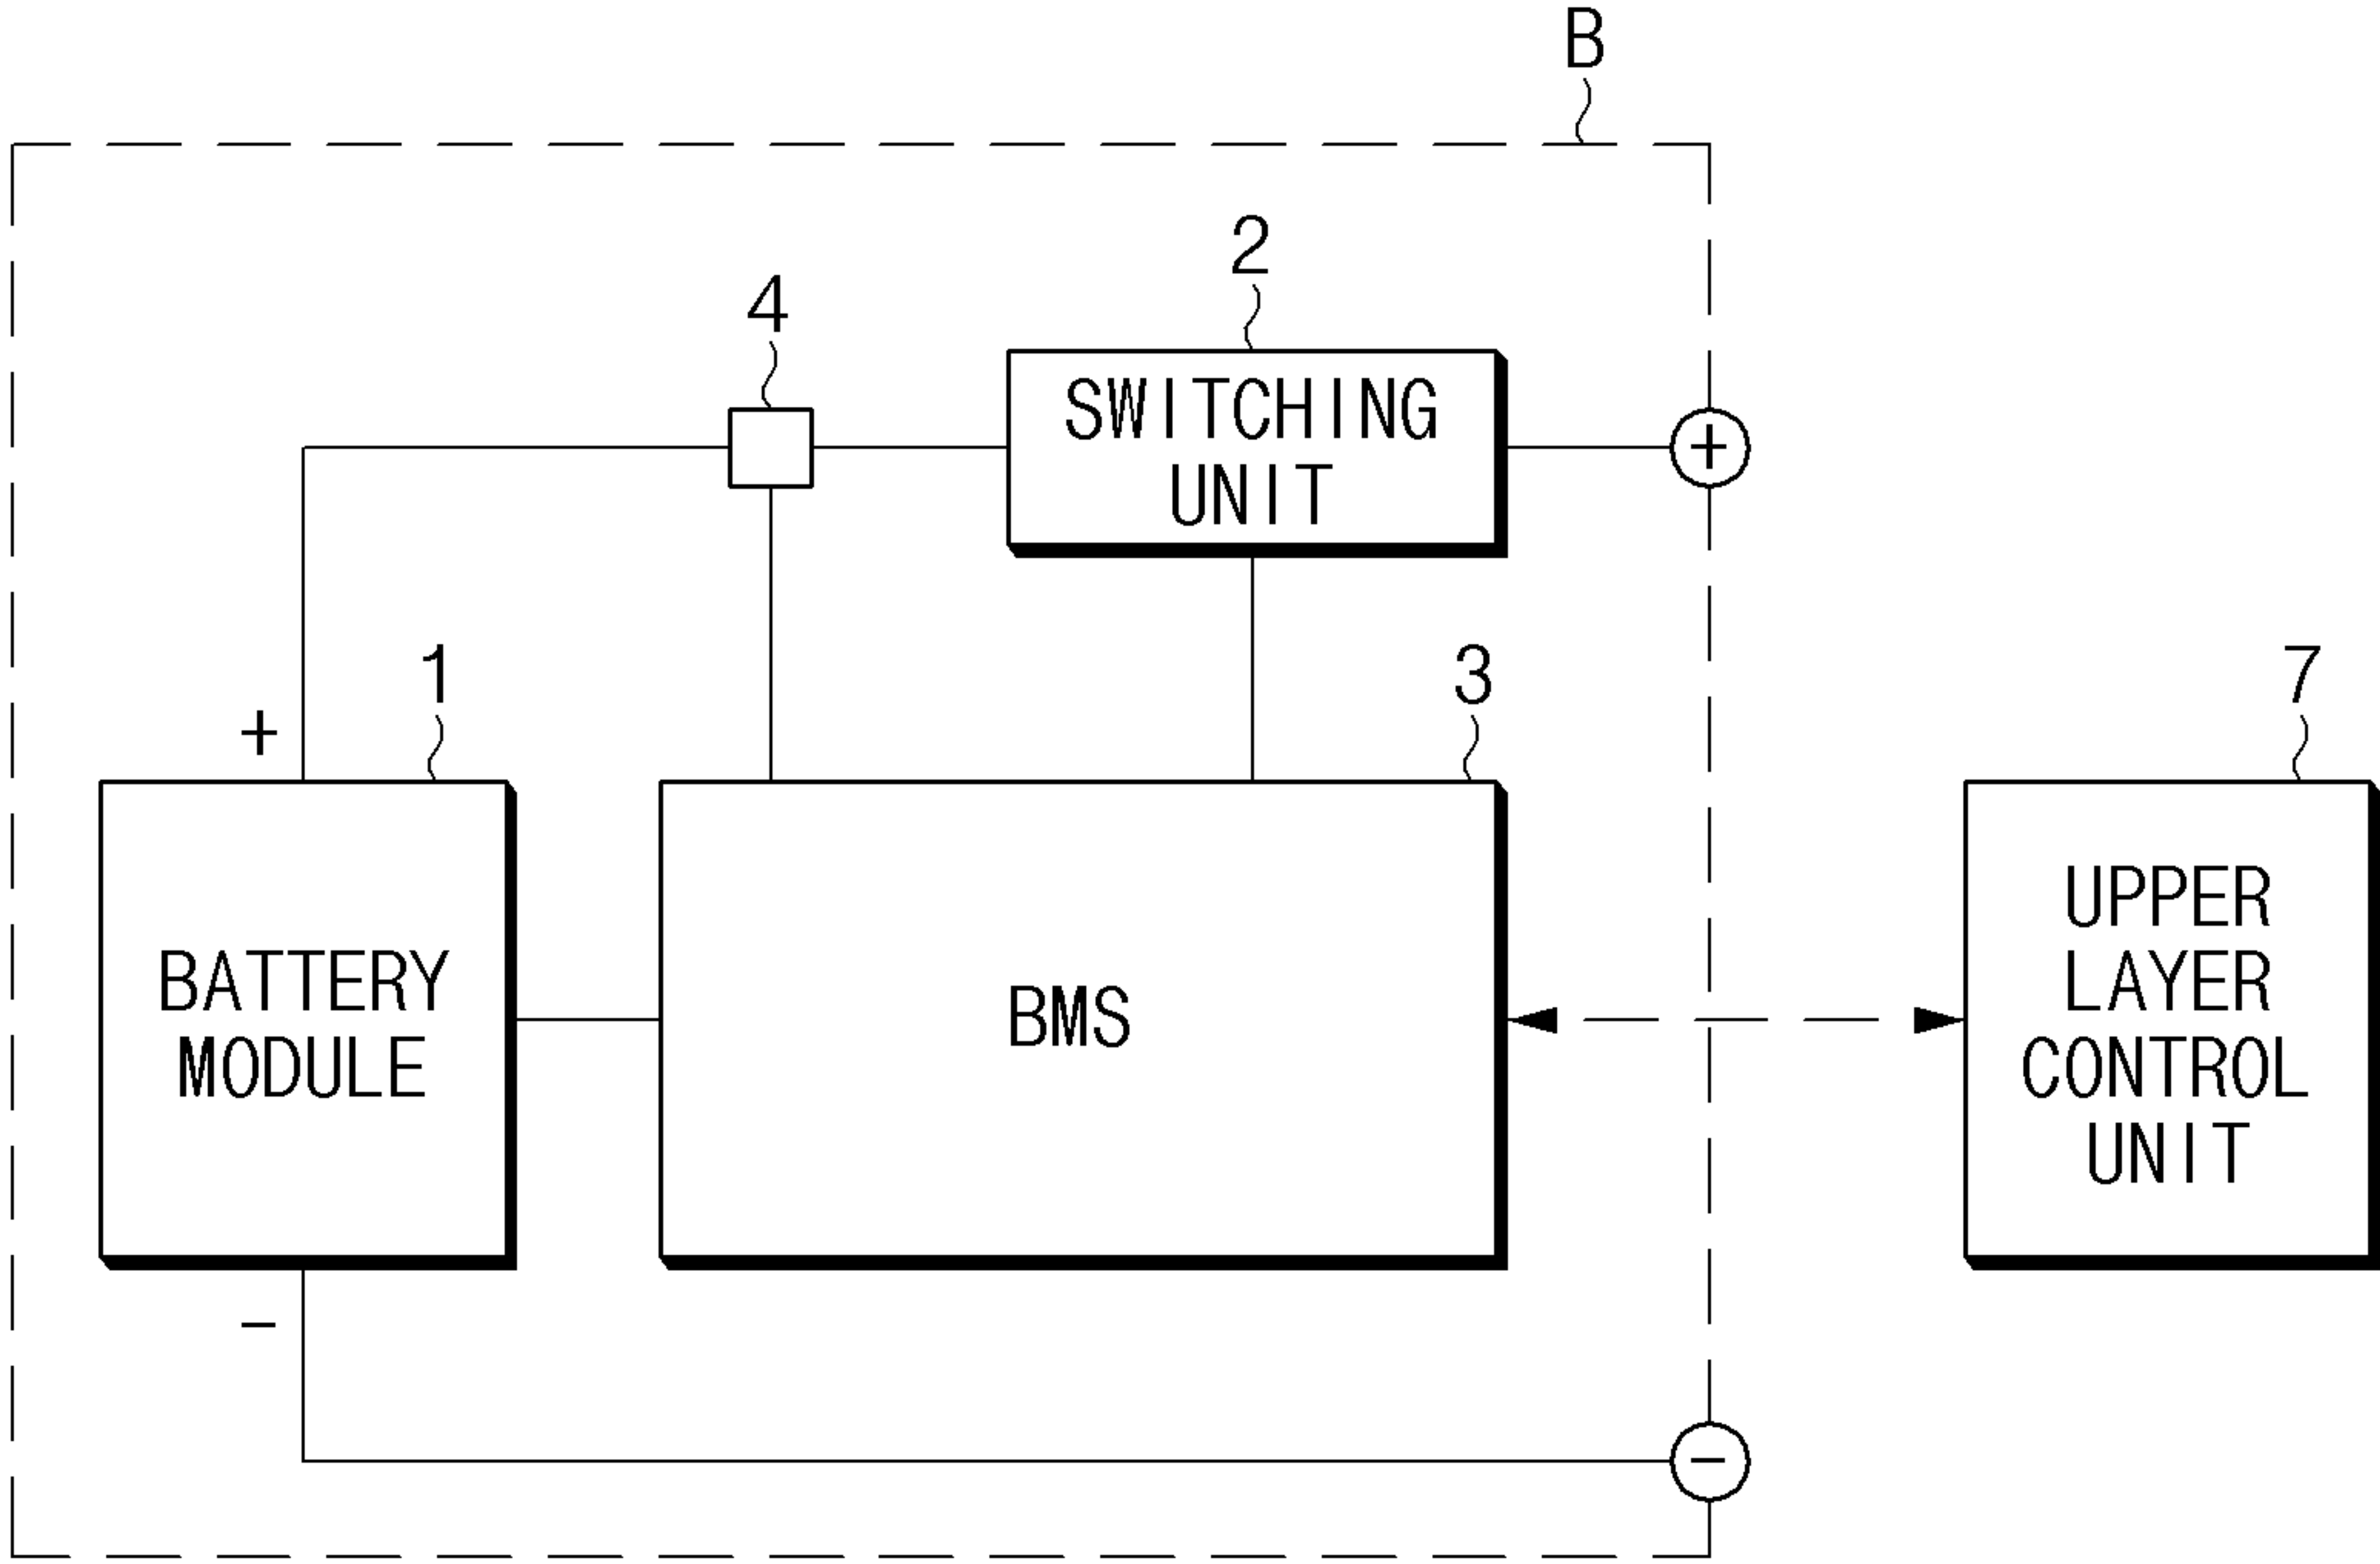 B
2
4
SWITCHING
UNIT
+
1
3
7
+
BATTERY
MODULE
BMS
UPPER
LAYER
CONTROL
UNIT
−
−